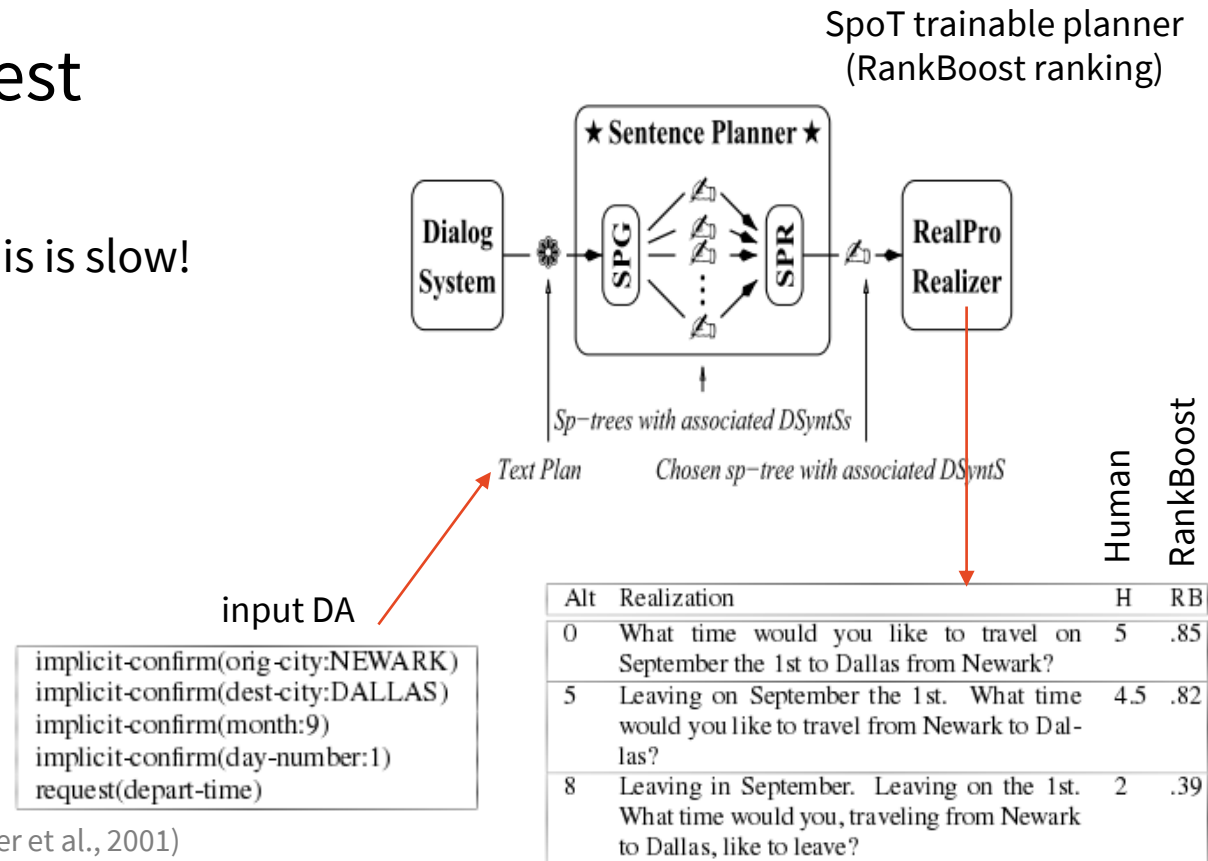 est
is is slow!
SpoT trainable planner
(RankBoost ranking)
★ Sentence Planner ★
Dialog
System
SPG
SPR
RealPro
Realizer
Sp-trees with associated DSyntSs
Text Plan
Chosen sp-tree with associated DSyntS
input DA
implicit-confirm(orig-city:NEWARK)
implicit-confirm(dest-city:DALLAS)
implicit-confirm(month:9)
implicit-confirm(day-number:1)
request(depart-time)
er et al., 2001)
Human
RankBoost
Alt Realization H RB
0 What time would you like to travel on 5 .85
September the 1st to Dallas from Newark?
5 Leaving on September the 1st. What time 4.5 .82
would you like to travel from Newark to Dal-
las?
8 Leaving in September. Leaving on the 1st. 2 .39
What time would you, traveling from Newark
to Dallas, like to leave?